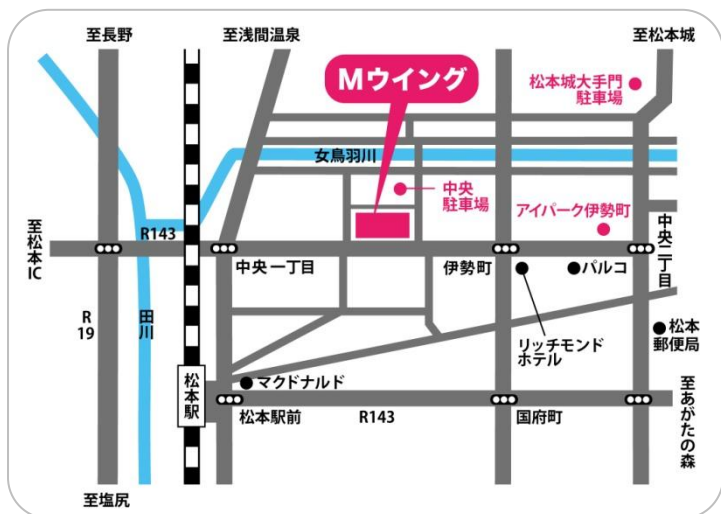 至長野
至浅間温泉
至松本城
Mウイング
松本城大手門
駐車場
女鳥羽川
中央
駐車場
アイパーク伊勢町
至松本IC
R143
中央一丁目
伊勢町
パルコ
中央二丁目
R
19
田川
リッチモンド
ホテル
松本
郵便局
松本駅
マクドナルド
松本駅前
R143
国府町
至あがたの森
至塩尻